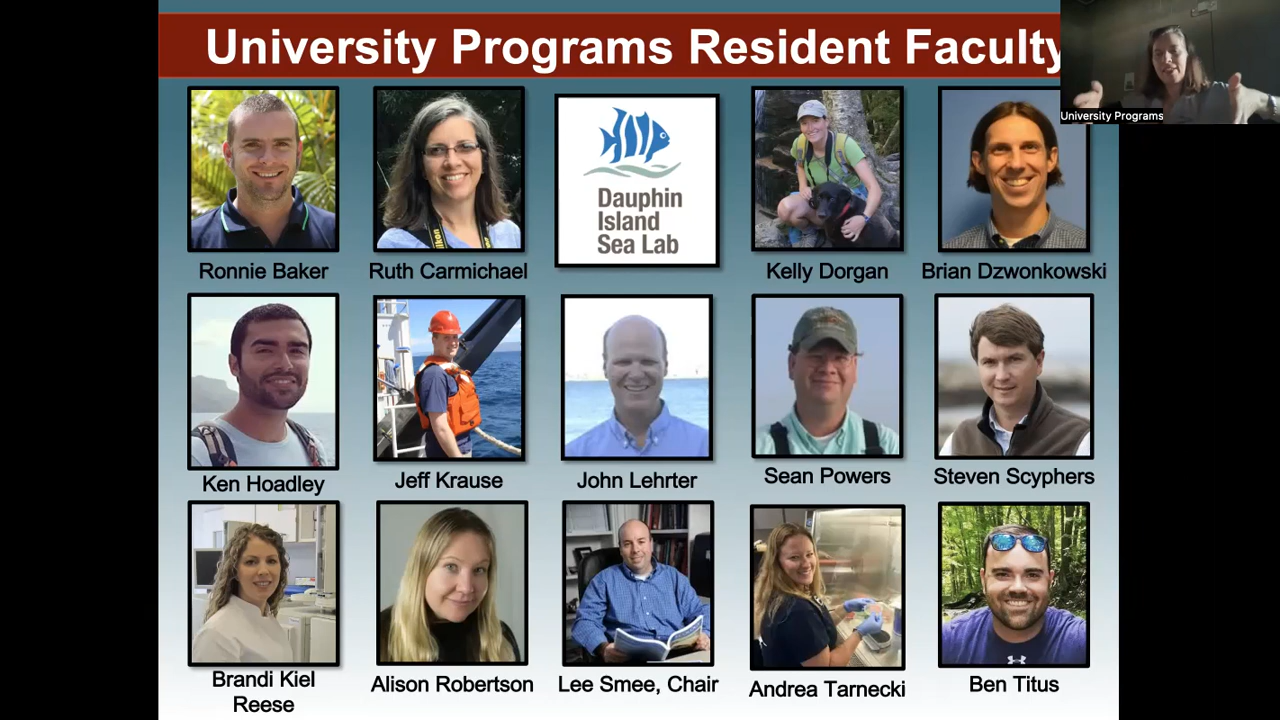 University Programs Resident Faculty
University Programs
Dauphin
Island
Sea Lab
Ronnie Baker
Ruth Carmichael
Kelly Dorgan
Brian Dzwonkowski
Ken Hoadley
Jeff Krause
John Lehrter
Sean Powers
Steven Scyphers
Brandi Kiel
Reese
Alison Robertson
Lee Smee, Chair
Andrea Tarnecki
Ben Titus